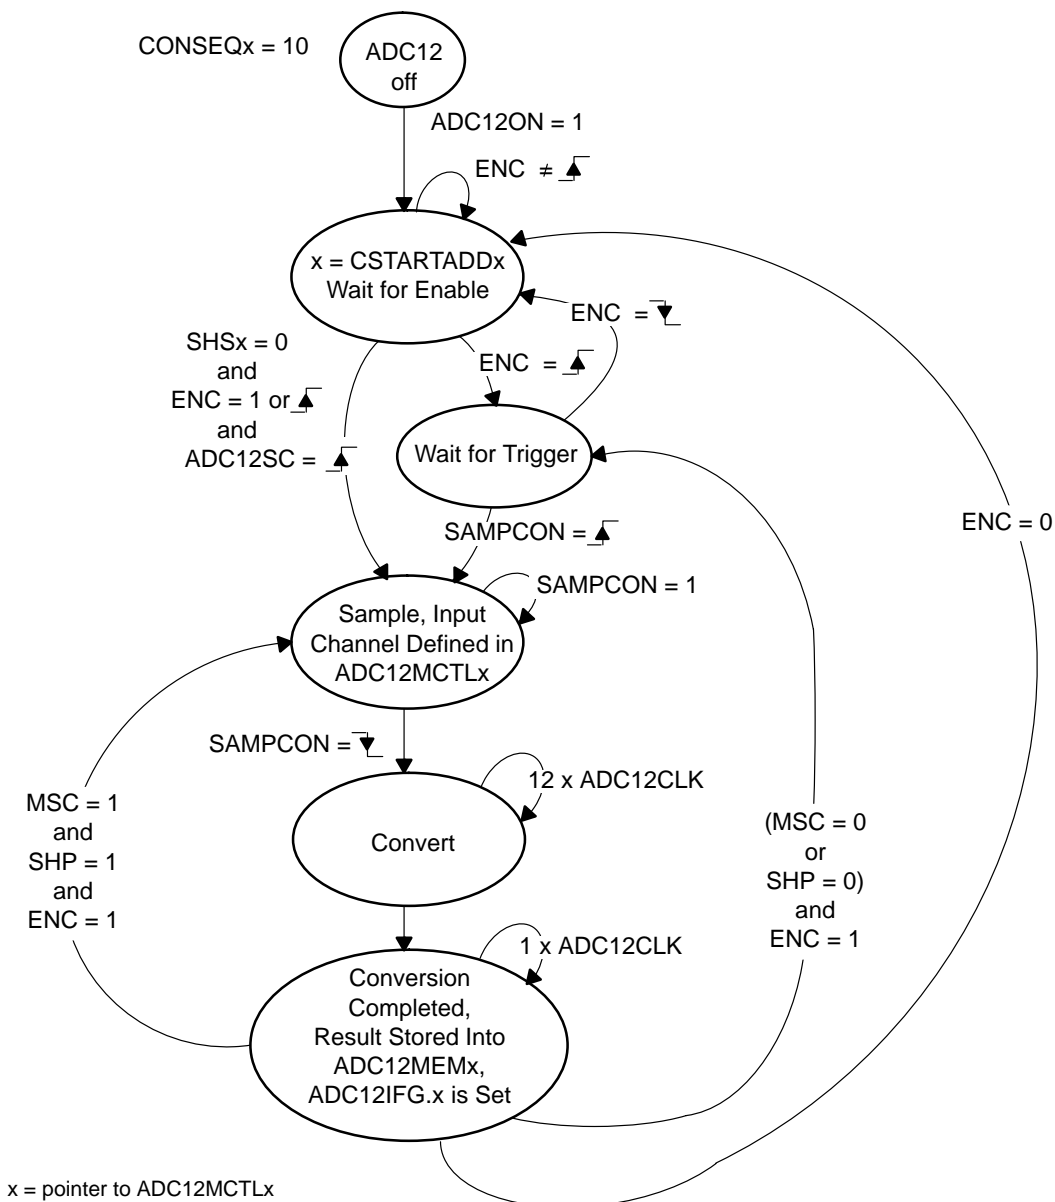 CONSEQx = 10
ADC12
off
ADC12ON = 1
ENC ≠
x = CSTARTADDx
Wait for Enable
ENC =
SHSx = 0
and
ENC = 1 or
and
ADC12SC =
ENC =
Wait for Trigger
ENC = 0
SAMPCON =
SAMPCON = 1
Sample, Input
Channel Defined in
ADC12MCTLx
SAMPCON =
12 x ADC12CLK
MSC = 1
and
SHP = 1
and
ENC = 1
Convert
(MSC = 0
or
SHP = 0)
and
ENC = 1
1 x ADC12CLK
Conversion
Completed,
Result Stored Into
ADC12MEMx,
ADC12IFG.x is Set
x = pointer to ADC12MCTLx